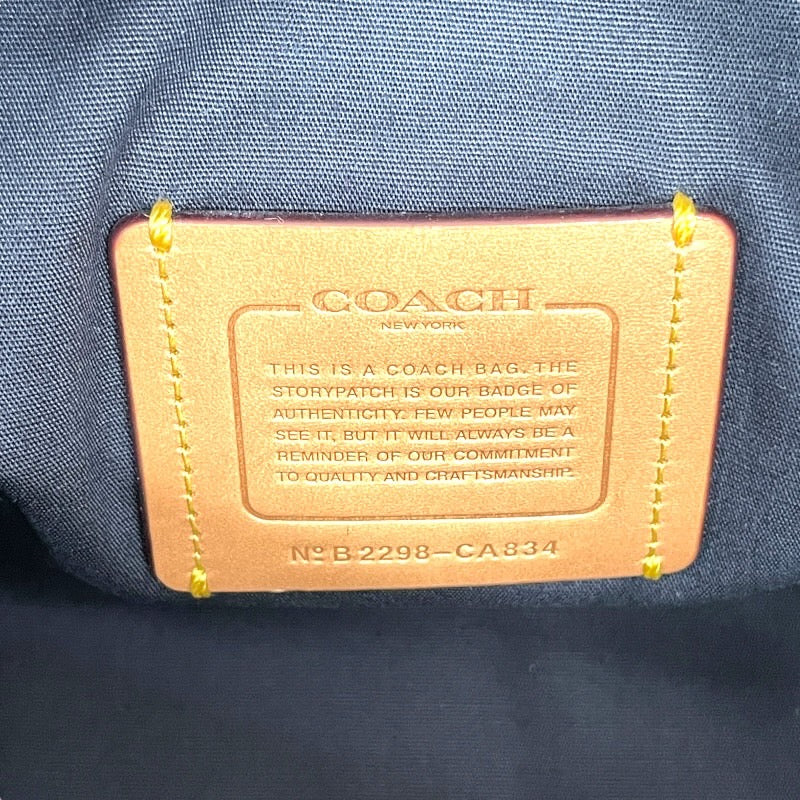 COACH
NEW YORK
THIS IS A COACH BAG. THE
STORYPATCH IS OUR BADGE OF
AUTHENTICITY. FEW PEOPLE MAY
SEE IT, BUT IT WILL ALWAYS BE A
REMINDER OF OUR COMMITMENT
TO QUALITY AND CRAFTSMANSHIP.
Nº B2298-CA834